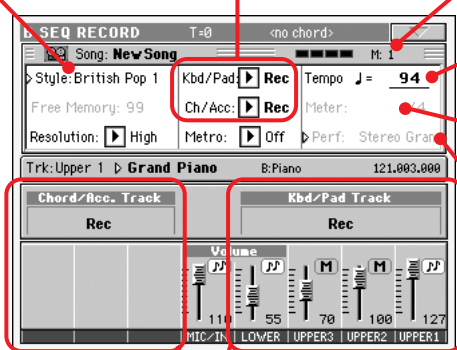 B SEQ RECORD T=0 <no chord>
Song: New Song M: 1
Style: British Pop 1 Kbd/Pad: Rec Tempo ♩= 94
Free Memory: 99 Ch/Acc: Rec Meter: /4
Resolution: High Metro: Off Perf: Stereo Gran
Trk: Upper 1 Grand Piano B:Piano 121.003.000
Chord/Acc. Track Kbd/Pad Track
Rec Rec
Volume
M M
110 55 70 100 127
MIC/IN LOWER UPPER3 UPPER2 UPPER1